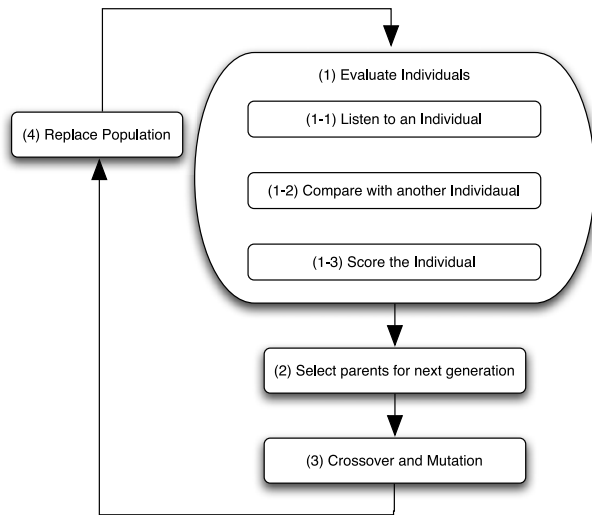 (1) Evaluate Individuals
(1-1) Listen to an Individual
(4) Replace Population
(1-2) Compare with another Individaual
(1-3) Score the Individual
(2) Select parents for next generation
(3) Crossover and Mutation